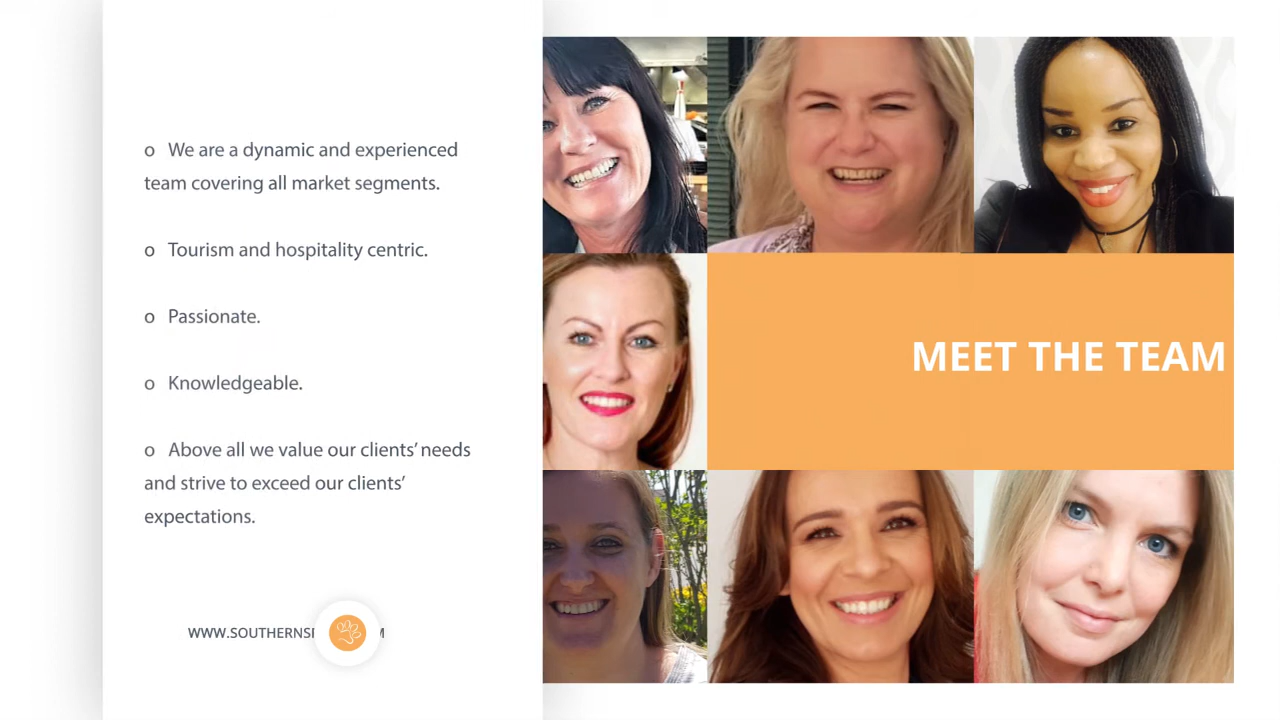 o We are a dynamic and experienced
team covering all market segments.
o Tourism and hospitality centric.
o Passionate.
o Knowledgeable.
o Above all we value our clients’ needs
and strive to exceed our clients’
expectations.
MEET THE TEAM